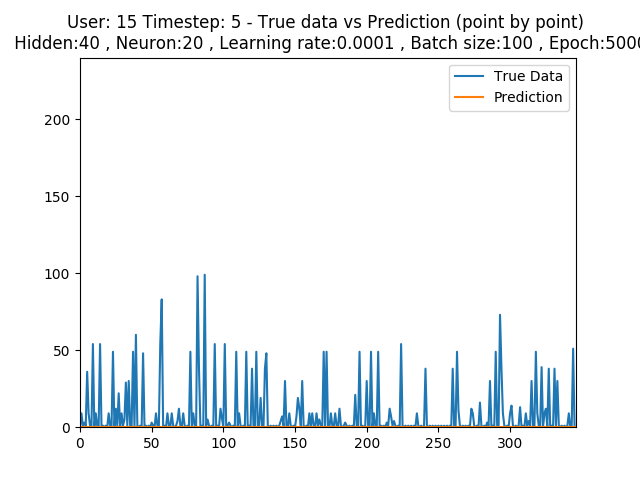 User: 15 Timestep: 5 - True data vs Prediction (point by point)
Hidden:40 , Neuron:20 , Learning rate:0.0001 , Batch size:100 , Epoch:5000
True Data
Prediction
200
150
100
50
0
0 50 100 150 200 250 300